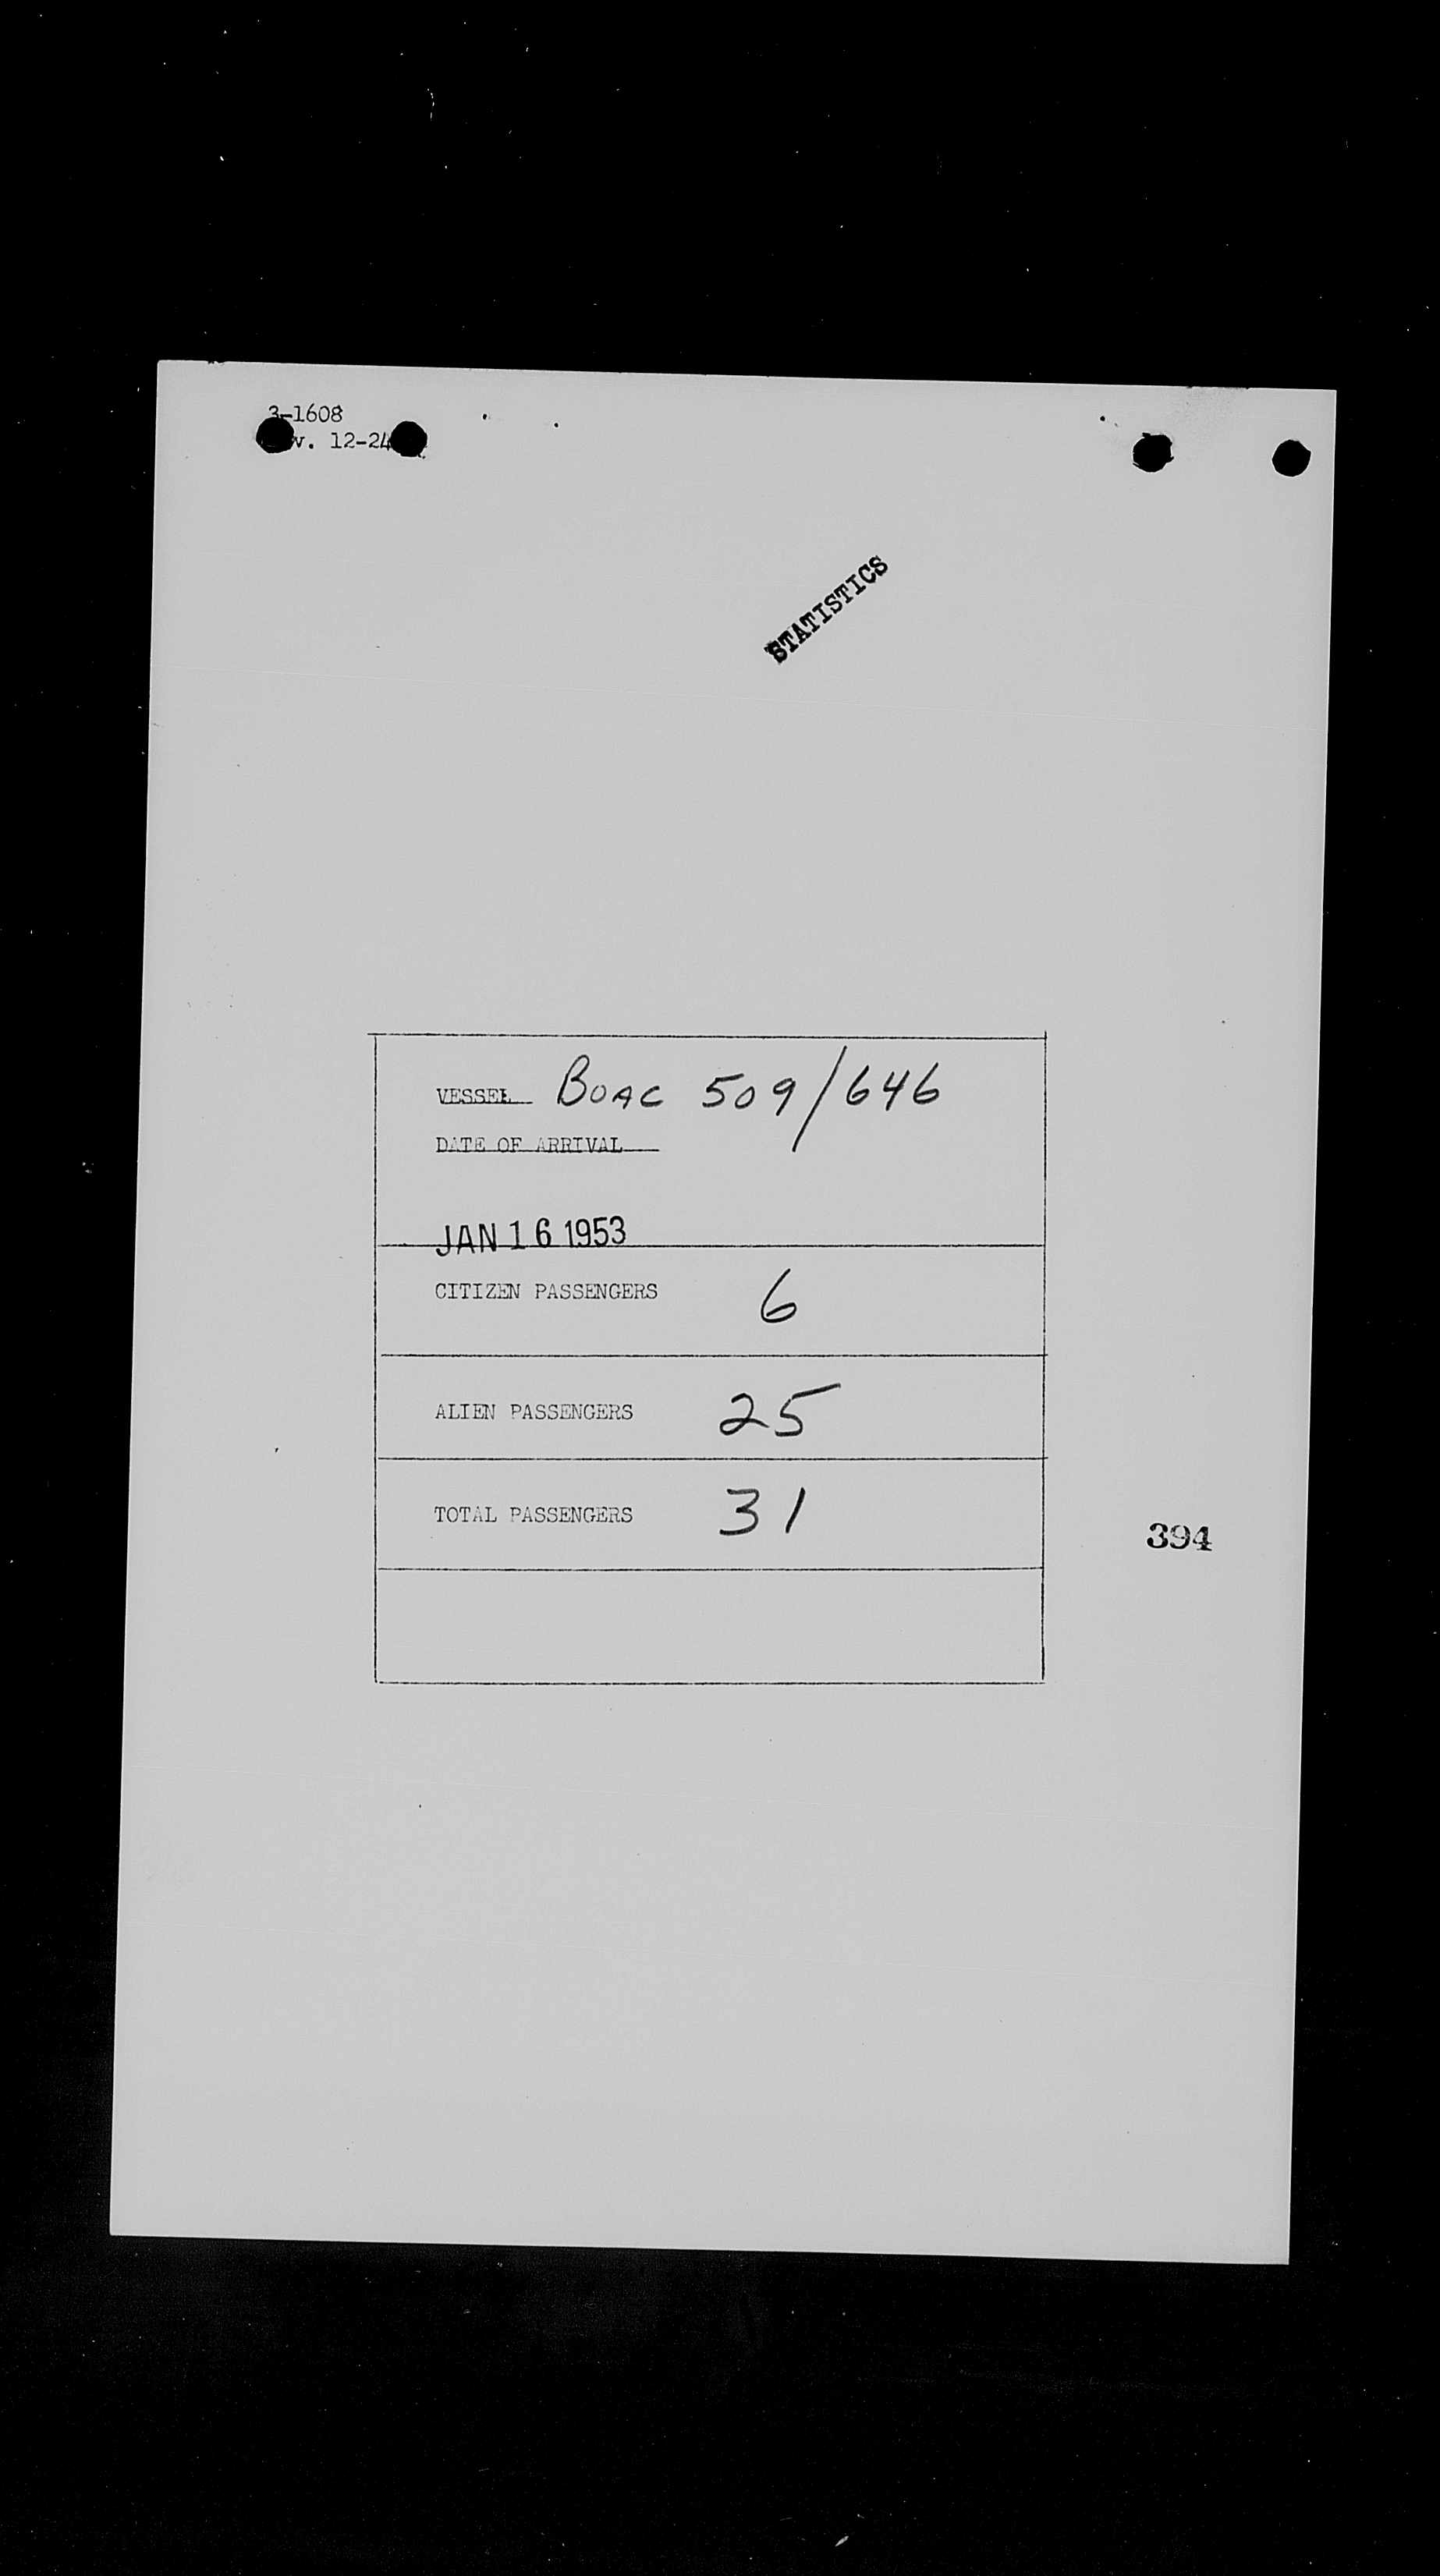 3-1608
v. 12-24
STATISTICS
VESSEL BOAC 509/646
DATE OF ARRIVAL
JAN 16 1953
CITIZEN PASSENGERS 6
ALIEN PASSENGERS 25
TOTAL PASSENGERS 31
394